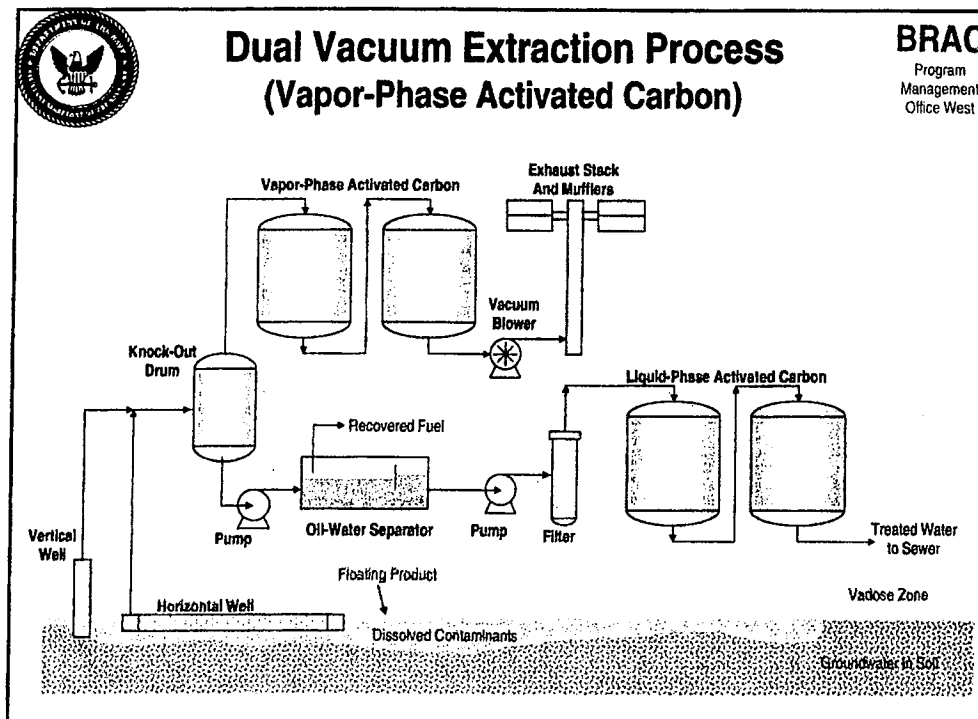 Dual Vacuum Extraction Process
(Vapor-Phase Activated Carbon)
BRAC
Program
Management
Office West
Exhaust Stack
And Mufflers
Vapor-Phase Activated Carbon
Vacuum
Blower
Knock-Out
Drum
Liquid-Phase Activated Carbon
Recovered Fuel
Vertical
Well
Pump
Oil-Water Separator
Pump
Filter
Treated Water
to Sewer
Floating Product
Vadose Zone
Horizontal Well
Dissolved Contaminants
Groundwater in Soil